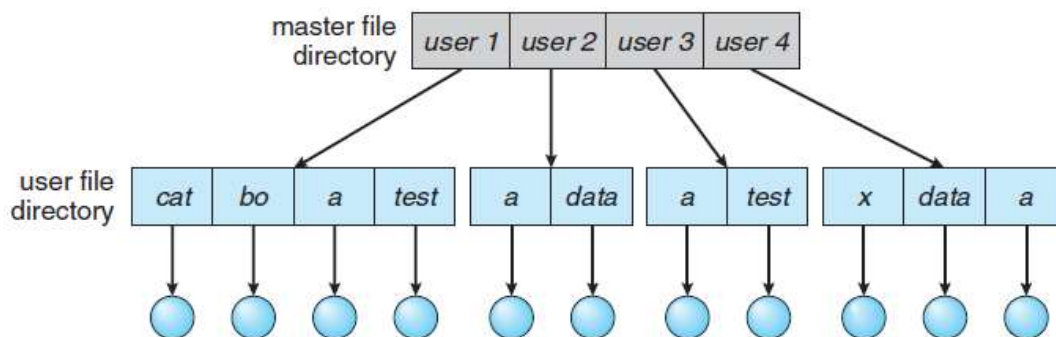 master file
directory
user 1 user 2 user 3 user 4
user file
directory
cat bo a test a data a test x data a